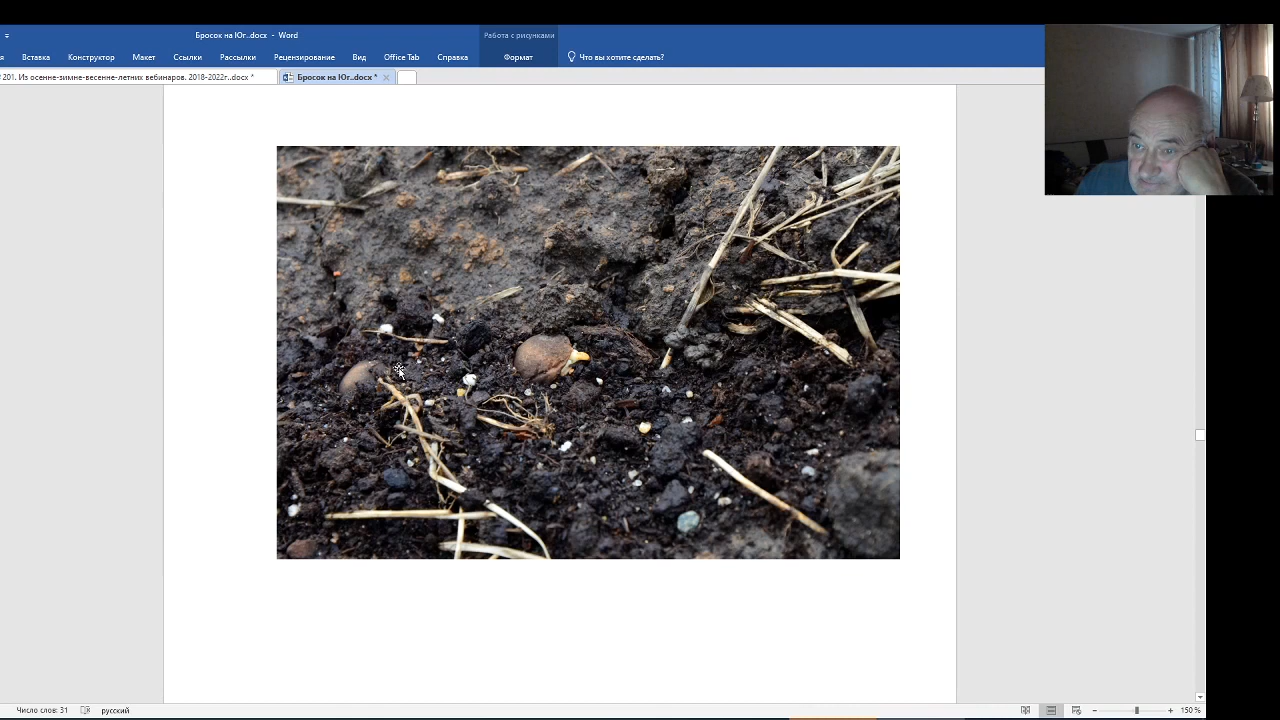 Бросок на Юг..docx - Word
Работа с рисунками
я Вставка Конструктор Макет Ссылки Рассылки Рецензирование Вид Office Tab Справка Формат Что вы хотите сделать?
201. Из осенне-зимне-весенне-летних вебинаров. 2018-2022г..docx *
Бросок на Юг..docx *
Число слов: 31 русский 150 %